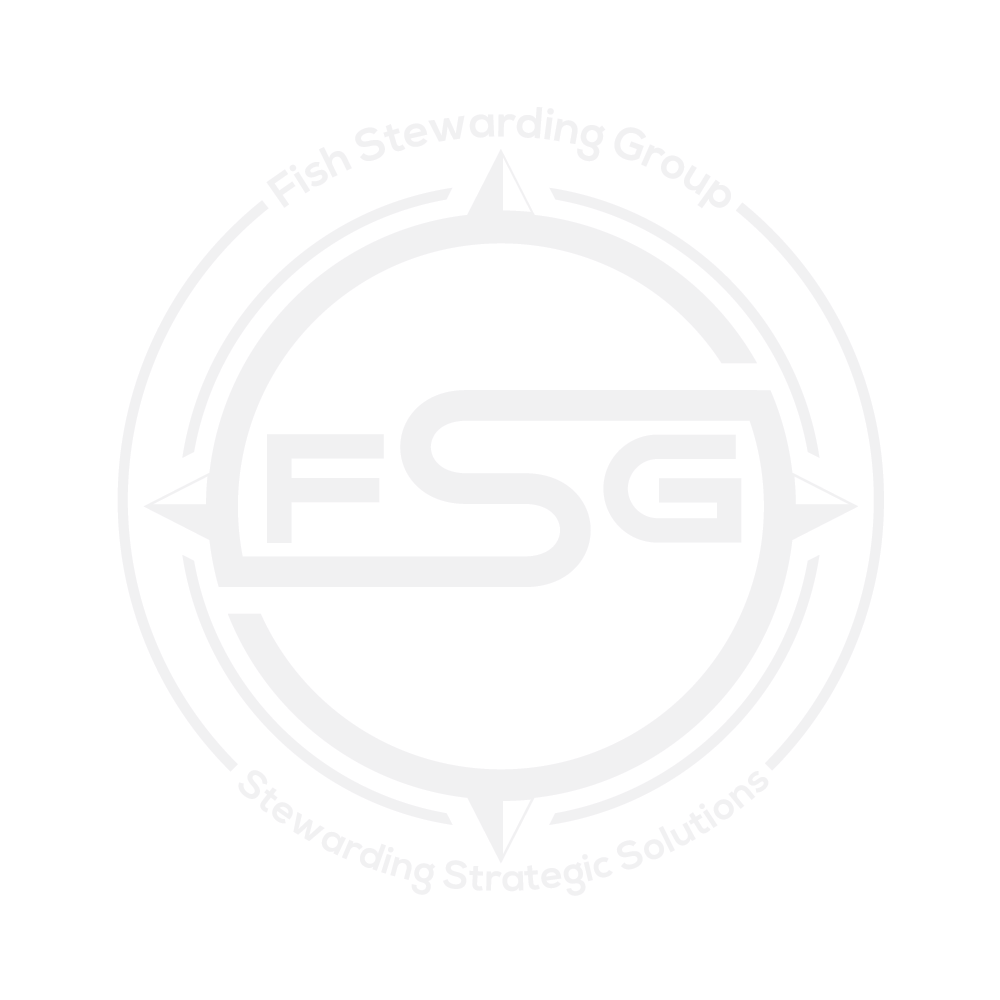 Fish Stewarding Group
FSG
Stewarding Strategic Solutions